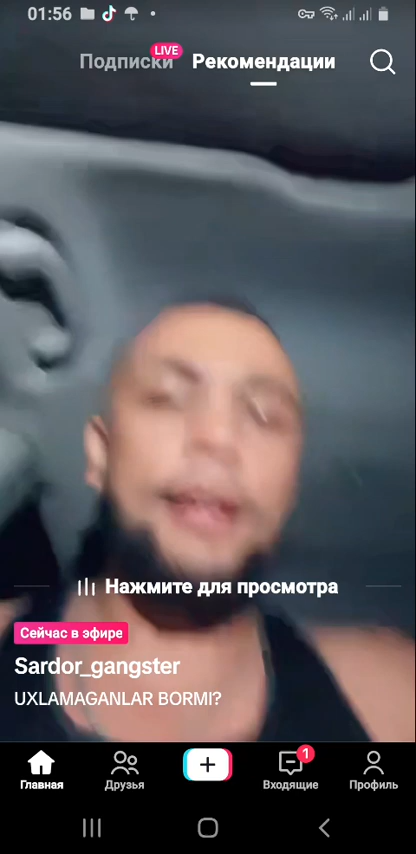 01:56
LIVE
Подписки Рекомендации
Нажмите для просмотра
Сейчас в эфире
Sardor_gangster
UXLAMAGANLAR BORMI?
1
Главная Друзья Входящие Профиль